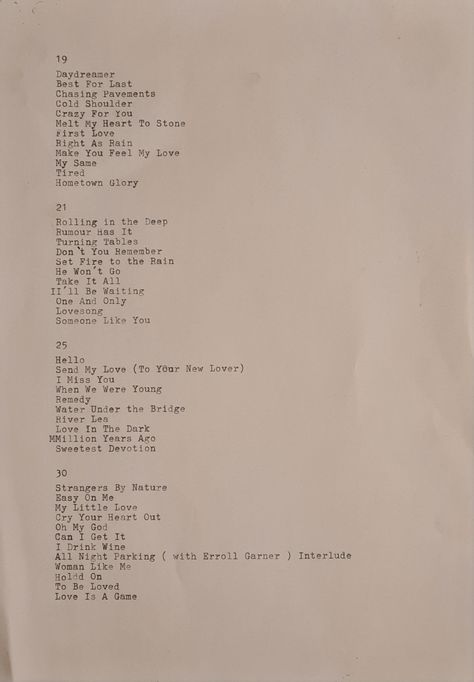 19
Daydreamer
Best For Last
Chasing Pavements
Cold Shoulder
Crazy For You
Melt My Heart To Stone
First Love
Right As Rain
Make You Feel My Love
My Same
Tired
Hometown Glory
21
Rolling in the Deep
Rumour Has It
Turning Tables
Don't You Remember
Set Fire to the Rain
He Won't Go
Take It All
II'll Be Waiting
One And Only
Lovesong
Someone Like You
25
Hello
Send My Love (To Your New Lover)
I Miss You
When We Were Young
Remedy
Water Under the Bridge
River Lea
Love In The Dark
MMillion Years Ago
Sweetest Devotion
30
Strangers By Nature
Easy On Me
My Little Love
Cry Your Heart Out
Oh My God
Can I Get It
I Drink Wine
All Night Parking ( with Erroll Garner ) Interlude
Woman Like Me
Holdd On
To Be Loved
Love Is A Game